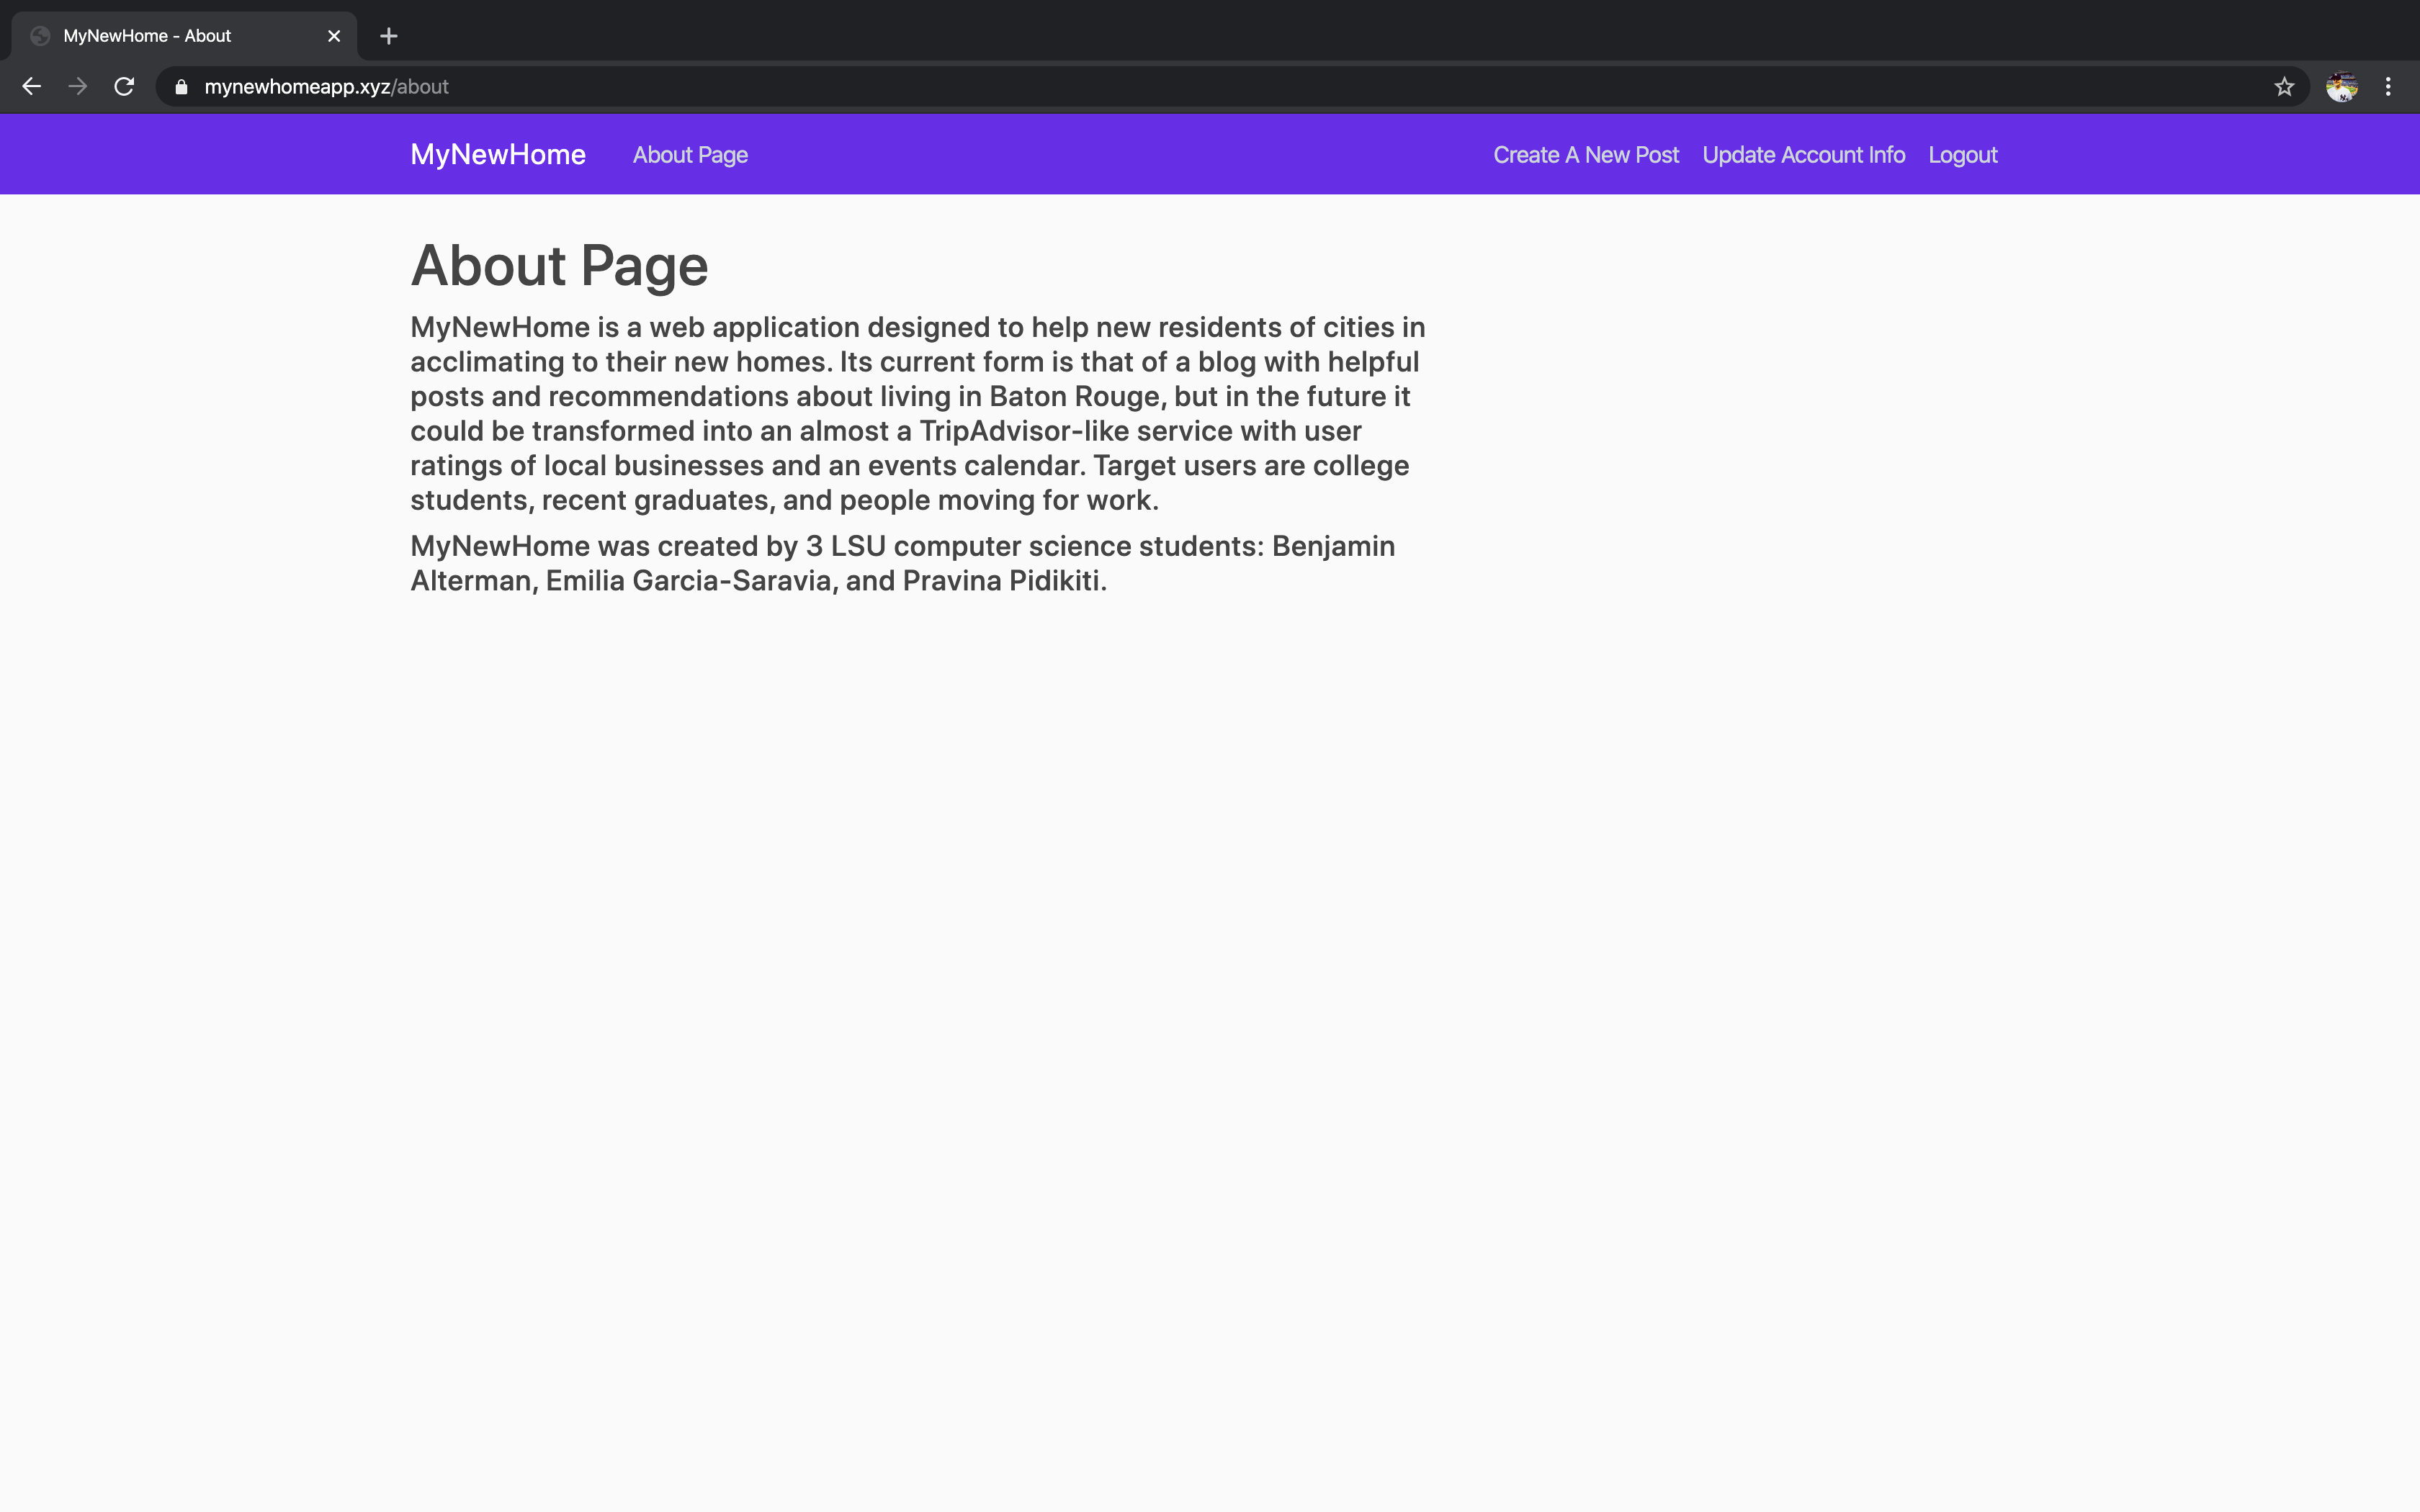 MyNewHome - About
mynewhomeapp.xyz/about
MyNewHome About Page Create A New Post Update Account Info Logout
About Page
MyNewHome is a web application designed to help new residents of cities in
acclimating to their new homes. Its current form is that of a blog with helpful
posts and recommendations about living in Baton Rouge, but in the future it
could be transformed into an almost a TripAdvisor-like service with user
ratings of local businesses and an events calendar. Target users are college
students, recent graduates, and people moving for work.
MyNewHome was created by 3 LSU computer science students: Benjamin
Alterman, Emilia Garcia-Saravia, and Pravina Pidikiti.